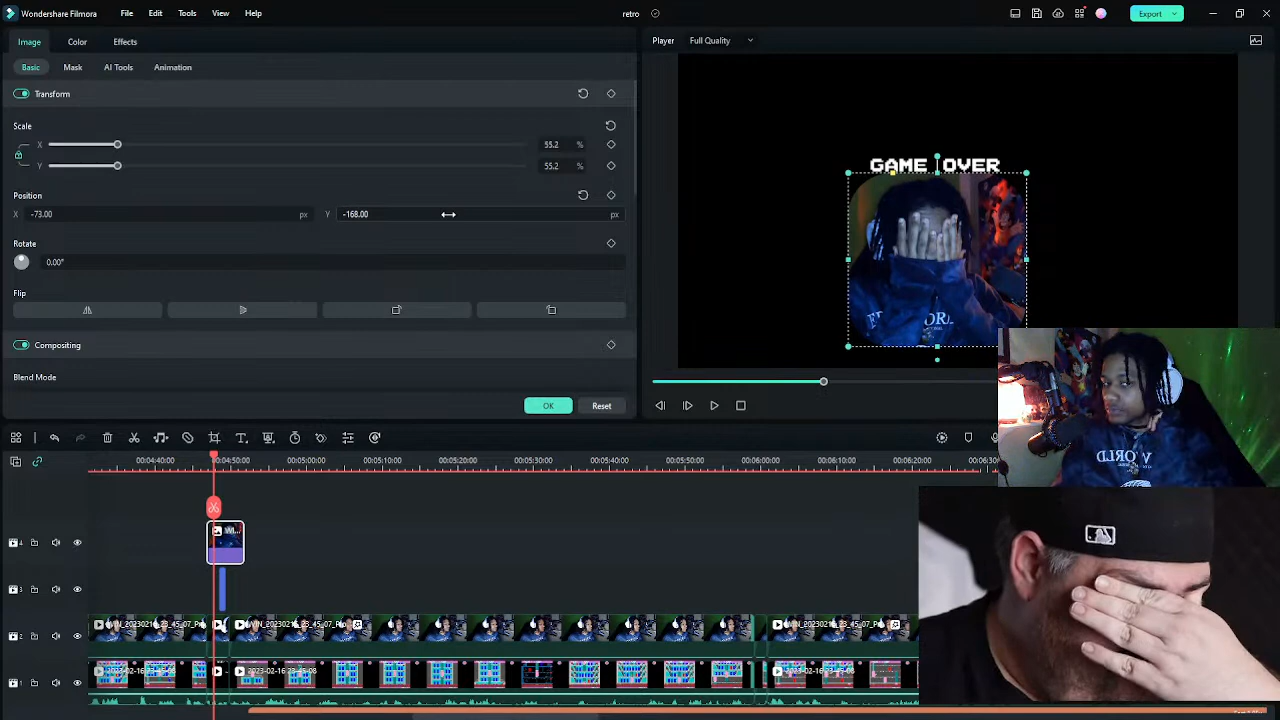 Wondershare Filmora File Edit Tools View Help retro Export
Image Color Effects
Player Full Quality
Basic Mask AI Tools Animation
Transform
Scale
X 55.2 %
Y 55.2 %
Position
X -73.00 px Y -168.00 px
Rotate
0.00°
Flip
Compositing
Blend Mode
OK Reset
GAME OVER
WORLD
00:04:40:00 00:04:50:00 00:05:00:00 00:05:10:00 00:05:20:00 00:05:30:00 00:05:40:00 00:05:50:00 00:06:00:00 00:06:10:00 00:06:20:00